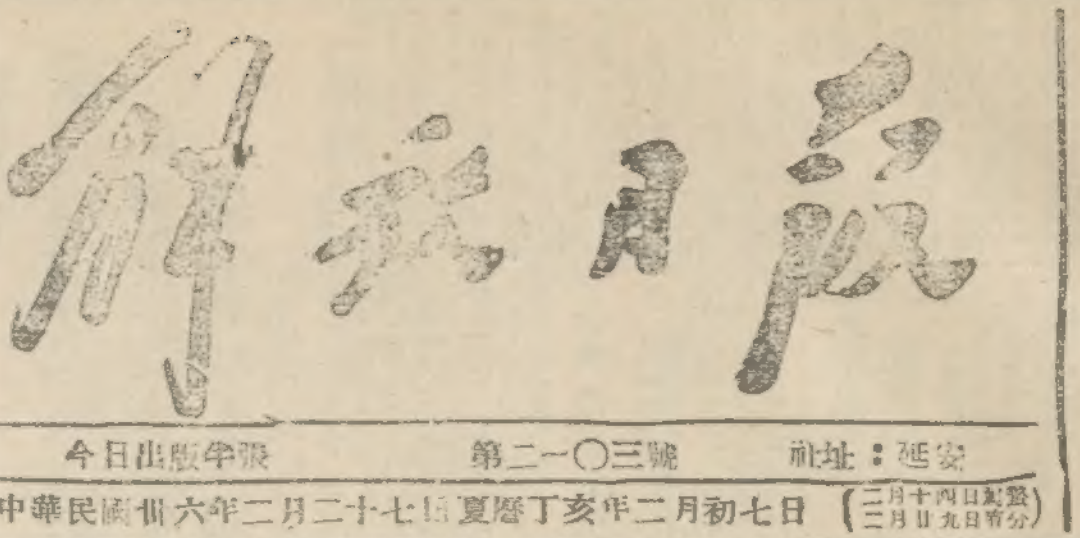 解放日报
今日出版半張
第二一〇三號
社址：延安
中華民國卅六年二月二十七日夏曆丁亥年二月初七日
(二月十四日驚蟄
二月廿九日春分)